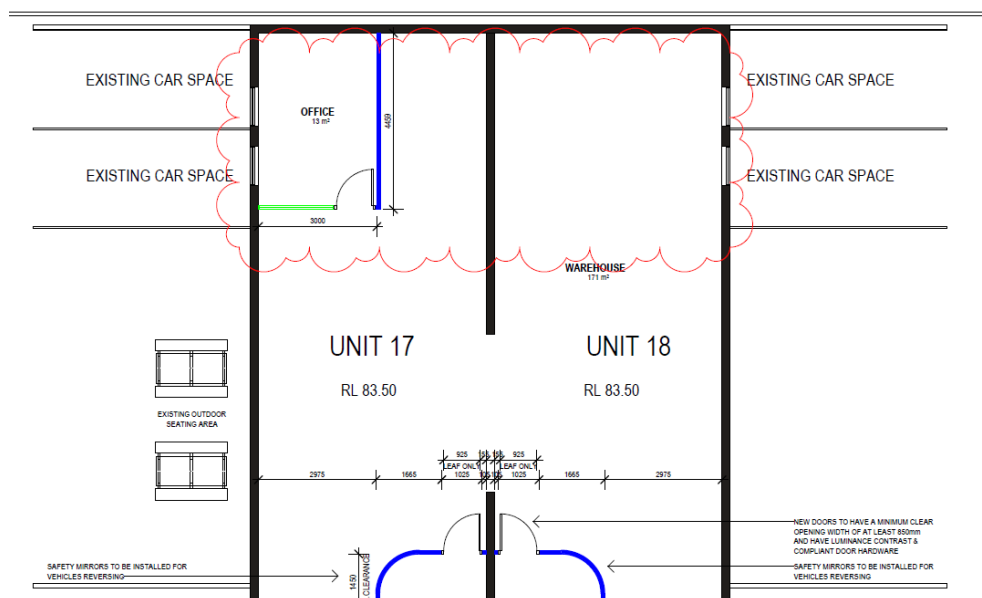 EXISTING CAR SPACE
EXISTING CAR SPACE
OFFICE
13 m²
4459
EXISTING CAR SPACE
EXISTING CAR SPACE
3000
WAREHOUSE
171 m²
UNIT 17
UNIT 18
RL 83.50
RL 83.50
EXISTING OUTDOOR
SEATING AREA
925
925
LEAF ONLY
LEAF ONLY
2975
1665
1025
1025
1665
2975
NEW DOORS TO HAVE A MINIMUM CLEAR
OPENING WIDTH OF AT LEAST 850mm
AND HAVE LUMINANCE CONTRAST &
COMPLIANT DOOR HARDWARE
SAFETY MIRRORS TO BE INSTALLED FOR
VEHICLES REVERSING
1450
CLEARANCE
SAFETY MIRRORS TO BE INSTALLED FOR
VEHICLES REVERSING